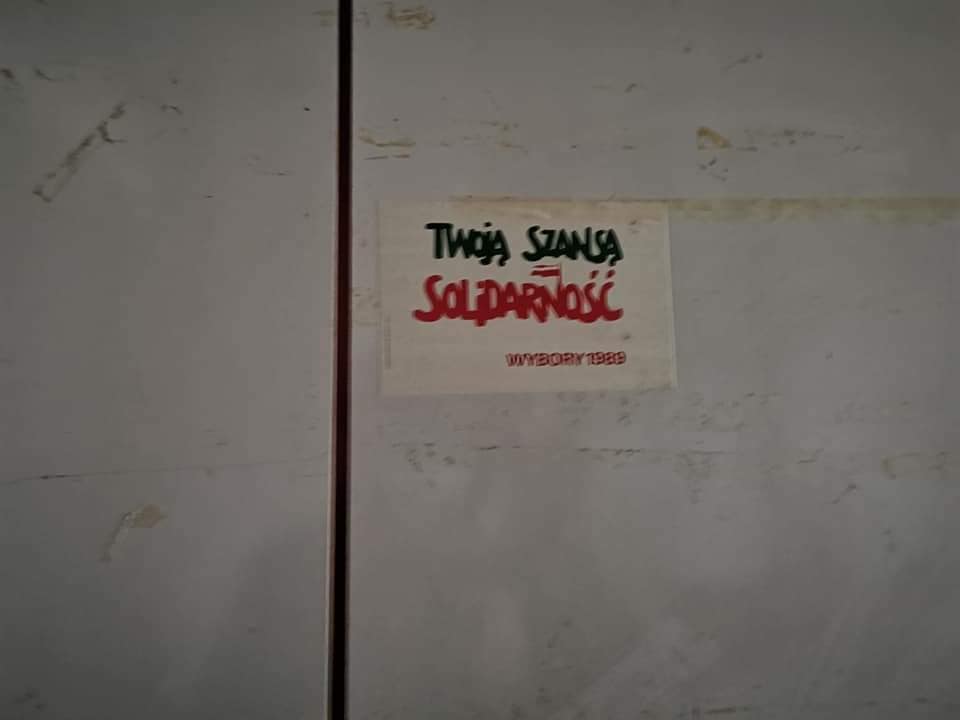 TWOJĄ SZANSĄ
SOLIDARNOŚĆ
WYBORY 1989